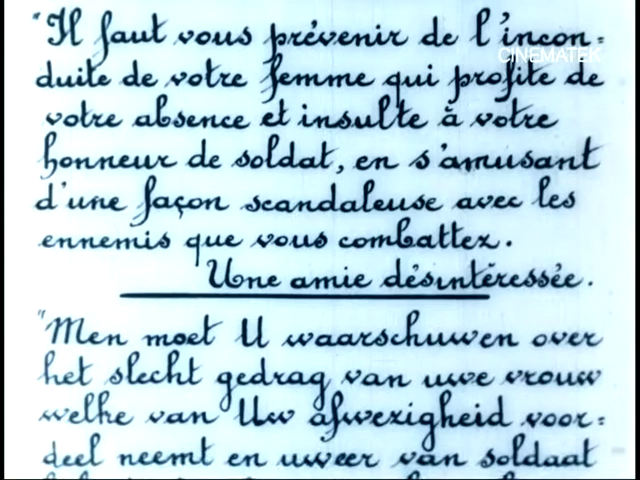 "Il faut vous prévenir de l'incon=
CINEMATEK
duite de votre femme qui profite de
votre absence et insulte à votre
honneur de soldat, en s'amusant
d'une façon scandaleuse avec les
ennemis que vous combattez.
Une amie désintéressée.
"Men moet U waarschuwen over
het slecht gedrag van uwe vrouw
welke van Uw afwezigheid voor=
deel neemt en uweer van soldaat